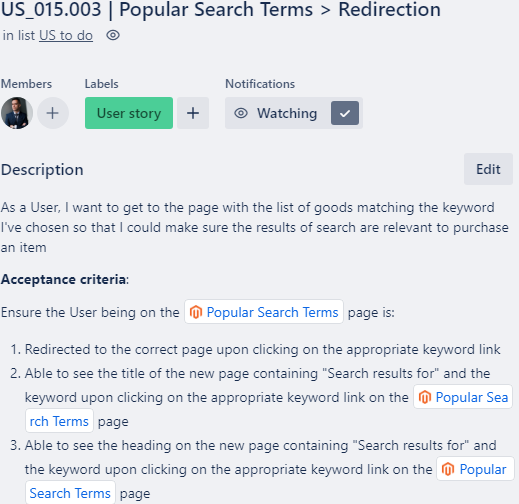 US_015.003 | Popular Search Terms > Redirection
in list US to do
Members
Labels
Notifications
+
User story
+
Watching
Description
Edit
As a User, I want to get to the page with the list of goods matching the keyword
I've chosen so that I could make sure the results of search are relevant to purchase
an item
Acceptance criteria:
Ensure the User being on the Popular Search Terms page is:
1. Redirected to the correct page upon clicking on the appropriate keyword link
2. Able to see the title of the new page containing "Search results for" and the
keyword upon clicking on the appropriate keyword link on the Popular Sea
rch Terms page
3. Able to see the heading on the new page containing "Search results for" and
the keyword upon clicking on the appropriate keyword link on the Popular
Search Terms page